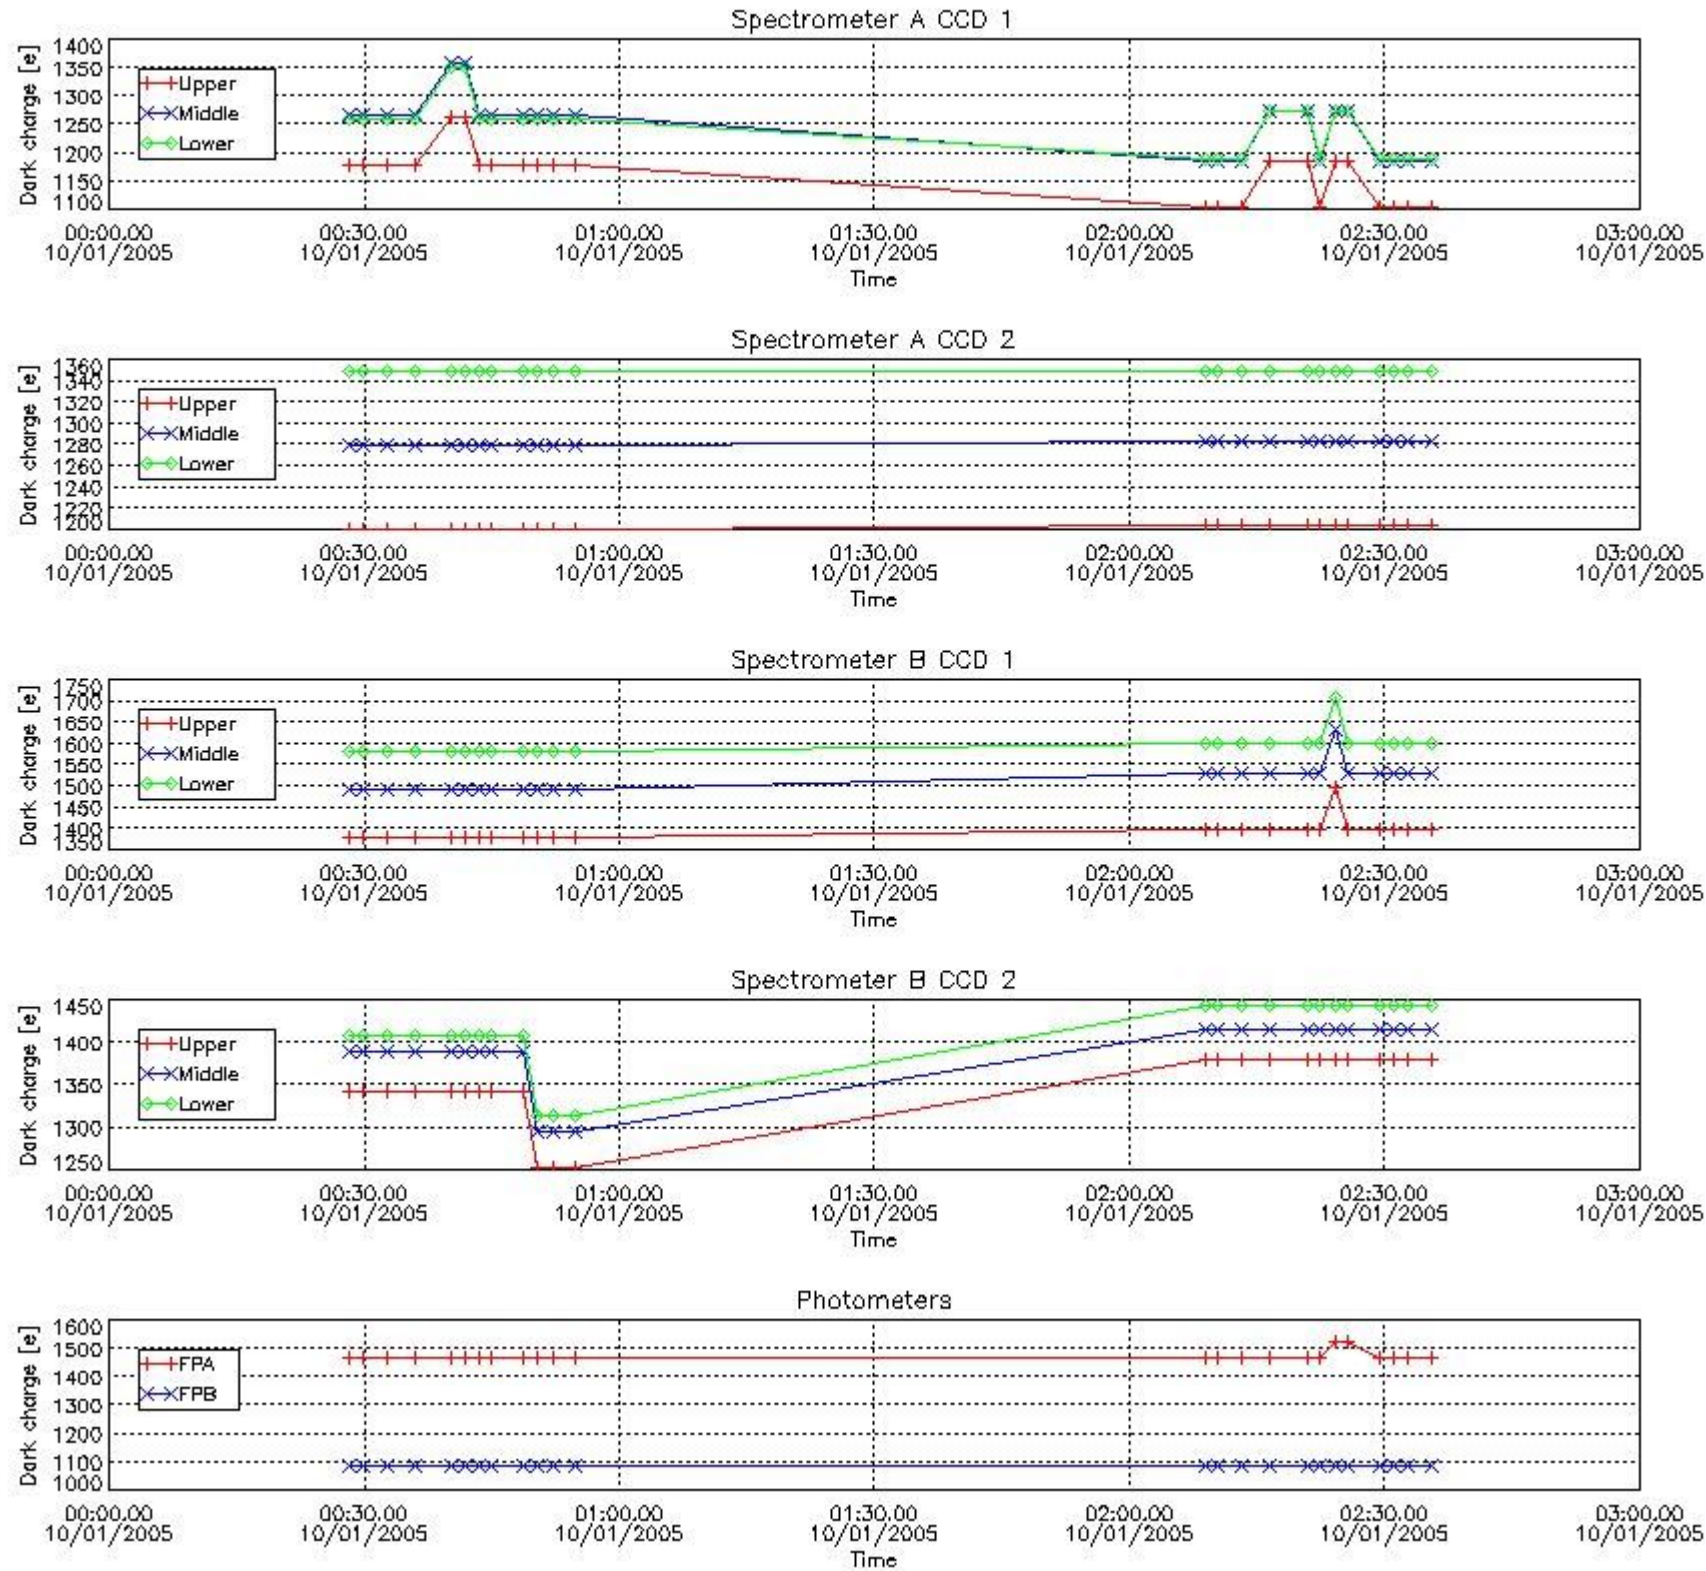 Spectrometer A CCD 1
Dark charge [e]
1400
1350
1300
1250
1200
1150
1100
Upper
Middle
Lower
00:00.00 00:30.00 01:00.00 01:30.00 02:00.00 02:30.00 03:00.00
10/01/2005 10/01/2005 10/01/2005 10/01/2005 10/01/2005 10/01/2005 10/01/2005
Time
Spectrometer A CCD 2
Dark charge [e]
1360
1340
1320
1300
1280
1260
1240
1220
1200
Upper
Middle
Lower
00:00.00 00:30.00 01:00.00 01:30.00 02:00.00 02:30.00 03:00.00
10/01/2005 10/01/2005 10/01/2005 10/01/2005 10/01/2005 10/01/2005 10/01/2005
Time
Spectrometer B CCD 1
Dark charge [e]
1750
1700
1650
1600
1550
1500
1450
1400
1350
Upper
Middle
Lower
00:00.00 00:30.00 01:00.00 01:30.00 02:00.00 02:30.00 03:00.00
10/01/2005 10/01/2005 10/01/2005 10/01/2005 10/01/2005 10/01/2005 10/01/2005
Time
Spectrometer B CCD 2
Dark charge [e]
1450
1400
1350
1300
1250
Upper
Middle
Lower
00:00.00 00:30.00 01:00.00 01:30.00 02:00.00 02:30.00 03:00.00
10/01/2005 10/01/2005 10/01/2005 10/01/2005 10/01/2005 10/01/2005 10/01/2005
Time
Photometers
Dark charge [e]
1600
1500
1400
1300
1200
1100
1000
FPA
FPB
00:00.00 00:30.00 01:00.00 01:30.00 02:00.00 02:30.00 03:00.00
10/01/2005 10/01/2005 10/01/2005 10/01/2005 10/01/2005 10/01/2005 10/01/2005
Time